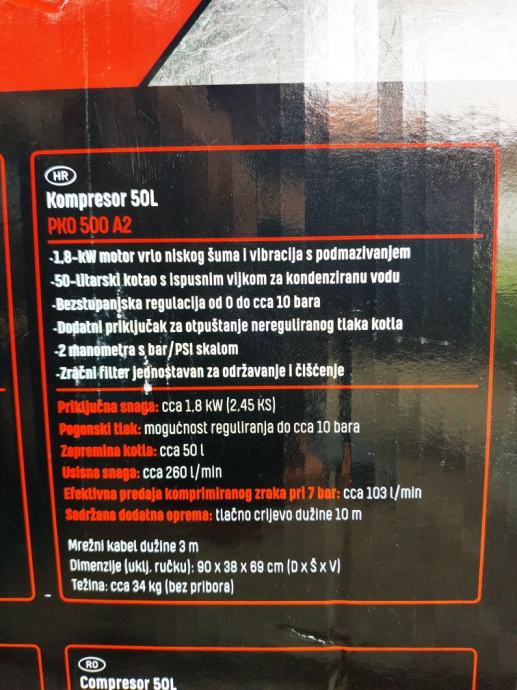 HR
Kompresor 50L
PKO 500 A2
-1,8-kW motor vrlo niskog šuma i vibracija s podmazivanjem
-50-litarski kotao s ispusnim vijkom za kondenziranu vodu
-Bezstupanjska regulacija od 0 do cca 10 bara
-Dodatni priključak za otpuštanje nereguliranog tlaka kotla
-2 manometra s bar/PSI skalom
-Zračni filter jednostavan za održavanje i čišćenje
Priključna snaga: cca 1,8 kW (2,45 KS)
Pogonski tlak: mogućnost reguliranja do cca 10 bara
Zapremina kotla: cca 50 l
Usisna snaga: cca 260 l/min
Efektivna predaja komprimiranog zraka pri 7 bar: cca 103 l/min
Sadržana dodatna oprema: tlačno crijevo dužine 10 m
Mrežni kabel dužine 3 m
Dimenzije (uklj. ručku): 90 x 38 x 69 cm (D x Š x V)
Težina: cca 34 kg (bez pribora)
RO
Compresor 50L